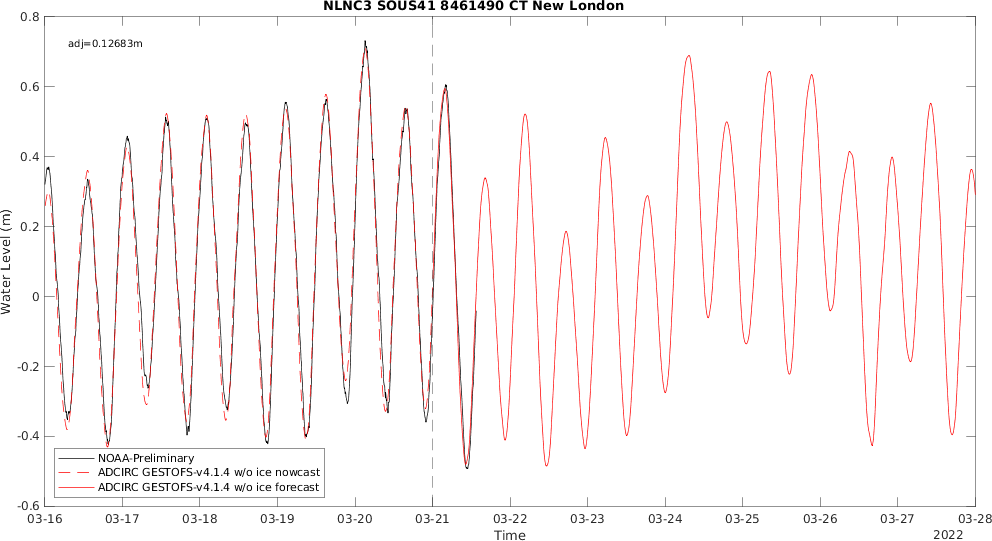 NLNC3 SOUS41 8461490 CT New London
adj=0.12683m
0.8
0.6
0.4
0.2
0
-0.2
-0.4
-0.6
Water Level (m)
NOAA-Preliminary
ADCIRC GESTOFS-v4.1.4 w/o ice nowcast
ADCIRC GESTOFS-v4.1.4 w/o ice forecast
03-16 03-17 03-18 03-19 03-20 03-21 03-22 03-23 03-24 03-25 03-26 03-27 03-28
Time
2022